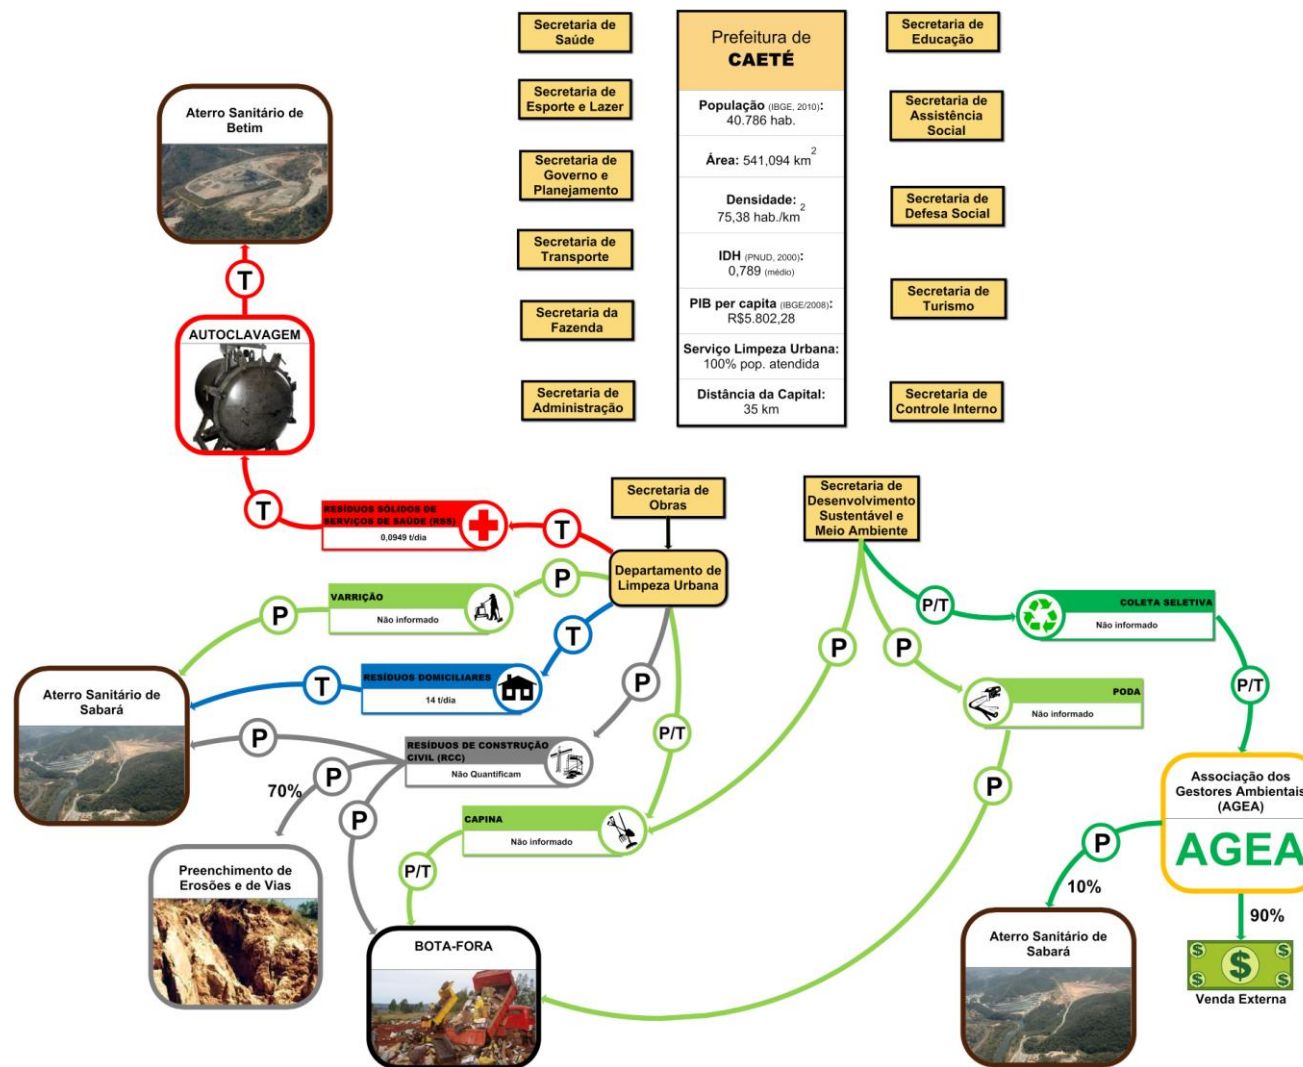 Secretaria de
Saúde
Secretaria de
Esporte e Lazer
Secretaria de
Governo e
Planejamento
Secretaria de
Transporte
Secretaria da
Fazenda
Secretaria de
Administração
Prefeitura de
CAETÉ
População (IBGE, 2010):
40.786 hab.
Área: 541,094 km²
Densidade:
75,38 hab./km²
IDH (PNUD, 2000):
0,789 (médio)
PIB per capita (IBGE/2008):
R$5.802,28
Serviço Limpeza Urbana:
100% pop. atendida
Distância da Capital:
35 km
Secretaria de
Educação
Secretaria de
Assistência
Social
Secretaria de
Defesa Social
Secretaria de
Turismo
Secretaria de
Controle Interno
Aterro Sanitário de
Betim
T
AUTOCLAVAGEM
T
RESÍDUOS SÓLIDOS DE
SERVIÇOS DE SAÚDE (RSS)
0,0949 t/dia
T
Secretaria de
Obras
Departamento de
Limpeza Urbana
Secretaria de
Desenvolvimento
Sustentável e
Meio Ambiente
P
VARRIÇÃO
Não informado
P
T
RESÍDUOS DOMICILIARES
14 t/dia
T
Aterro Sanitário de
Sabará
P
RESÍDUOS DE CONSTRUÇÃO
CIVIL (RCC)
Não Quantificam
P
70%
P
P
Preenchimento de
Erosões e de Vias
P/T
CAPINA
Não informado
P/T
BOTA-FORA
P
P
PODA
Não informado
P
P/T
COLETA SELETIVA
Não informado
P/T
Associação dos
Gestores Ambientais
(AGEA)
AGEA
P
10%
90%
Aterro Sanitário de
Sabará
$ $
$
$ $
Venda Externa